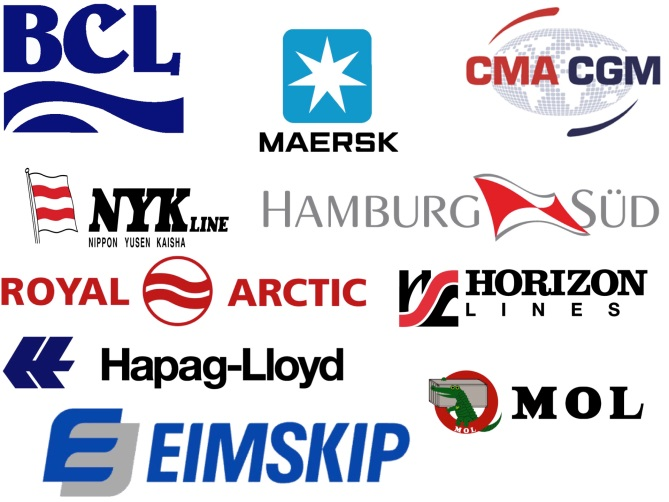 BCL
MAERSK
CMA CGM
NYK LINE
NIPPON YUSEN KAISHA
HAMBURG SÜD
ROYAL ARCTIC
HORIZON
LINES
Hapag-Lloyd
MOL
MOL
EIMSKIP